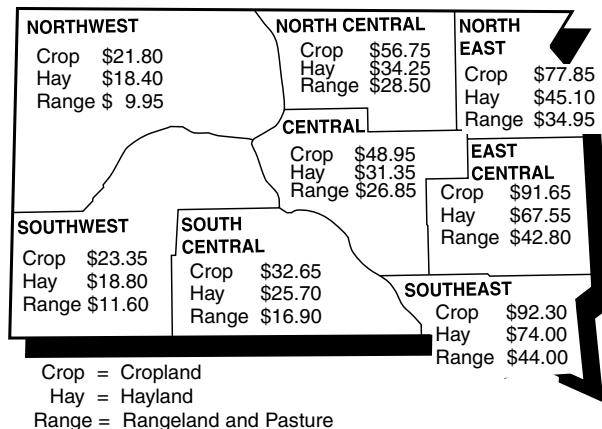 NORTHWEST
Crop $21.80
Hay $18.40
Range $ 9.95
NORTH CENTRAL
Crop $56.75
Hay $34.25
Range $28.50
NORTH
EAST
Crop $77.85
Hay $45.10
Range $34.95
CENTRAL
Crop $48.95
Hay $31.35
Range $26.85
EAST
CENTRAL
Crop $91.65
Hay $67.55
Range $42.80
SOUTHWEST
Crop $23.35
Hay $18.80
Range $11.60
SOUTH
CENTRAL
Crop $32.65
Hay $25.70
Range $16.90
SOUTHEAST
Crop $92.30
Hay $74.00
Range $44.00
Crop = Cropland
Hay = Hayland
Range = Rangeland and Pasture